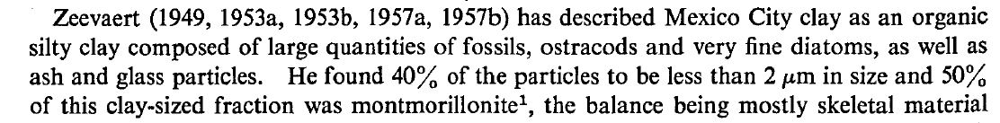 Zeevaert (1949, 1953a, 1953b, 1957a, 1957b) has described Mexico City clay as an organic
silty clay composed of large quantities of fossils, ostracods and very fine diatoms, as well as
ash and glass particles. He found 40% of the particles to be less than 2 μm in size and 50%
of this clay-sized fraction was montmorillonite¹, the balance being mostly skeletal material